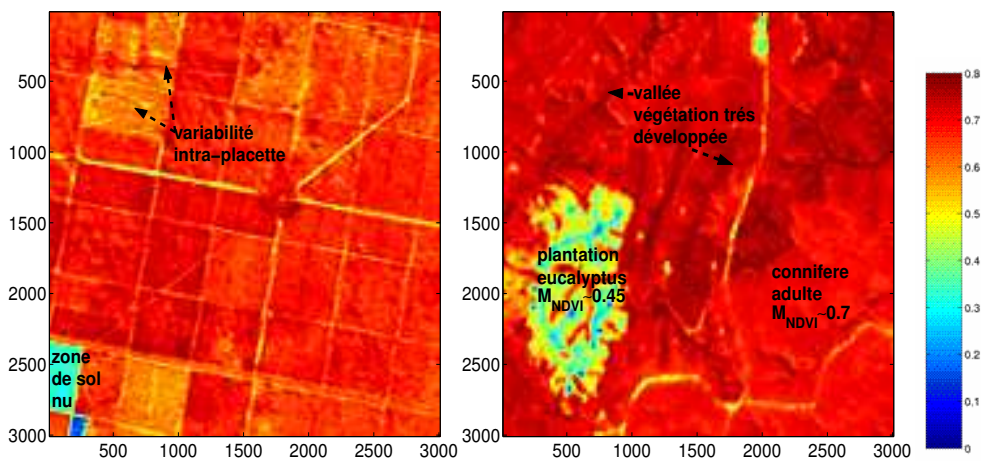 500
1000
1500
2000
2500
3000
500 1000 1500 2000 2500 3000
variabilité
intra-placette
zone
de sol
nu
500
1000
1500
2000
2500
3000
500 1000 1500 2000 2500 3000
vallée
végétation trés
développée
plantation
eucalyptus
M_NDVI~0.45
connifere
adulte
M_NDVI~0.7
0.8
0.7
0.6
0.5
0.4
0.3
0.2
0.1
0